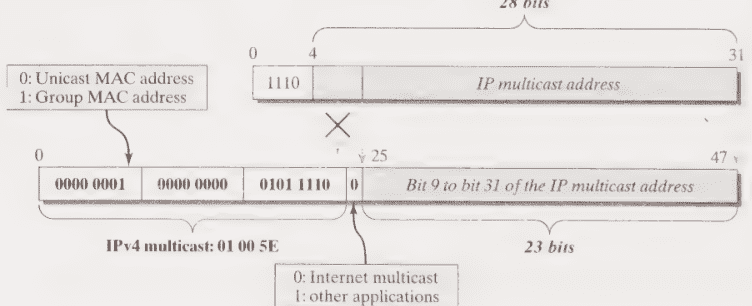 28 bits
0 4 31
0: Unicast MAC address
1: Group MAC address
1110 IP multicast address
0 25 47
0000 0001 0000 0000 0101 1110 0 Bit 9 to bit 31 of the IP multicast address
IPv4 multicast: 01 00 5E 23 bits
0: Internet multicast
1: other applications